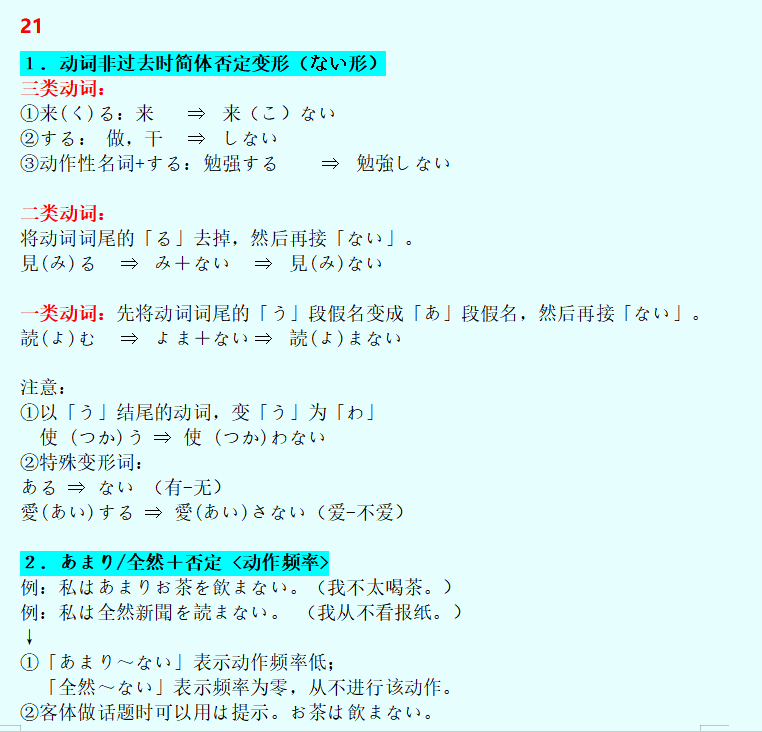 21
1．动词非过去时简体否定变形（ない形）
三类动词：
①来(く)る：来　⇒　来（こ）ない
②する：　做，干　⇒　しない
③动作性名词+する：勉强する　⇒　勉強しない
二类动词：
将动词词尾的「る」去掉，然后再接「ない」。
見(み)る　⇒　み＋ない　⇒　見(み)ない
一类动词：先将动词词尾的「う」段假名变成「あ」段假名，然后再接「ない」。
読(よ)む　⇒　よま＋ない⇒　読(よ)まない
注意：
①以「う」结尾的动词，变「う」为「わ」
使 (つか)う ⇒ 使 (つか)わない
②特殊变形词：
ある ⇒ ない （有-无）
愛(あい)する ⇒ 愛(あい)さない（爱-不爱）
2．あまり/全然＋否定 <动作频率>
例：私はあまりお茶を飲まない。（我不太喝茶。）
例：私は全然新聞を読まない。 （我从不看报纸。）
↓
①「あまり～ない」表示动作频率低；
「全然～ない」表示频率为零，从不进行该动作。
②客体做话题时可以用は提示。お茶は飲まない。